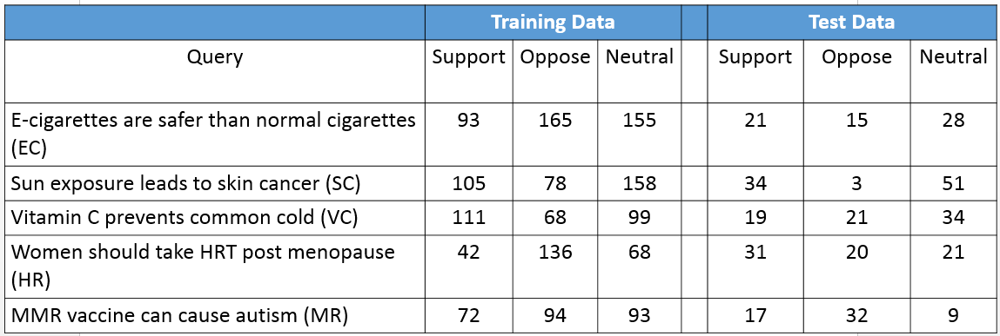 Training Data Test Data
Query Support Oppose Neutral Support Oppose Neutral
E-cigarettes are safer than normal cigarettes 93 165 155 21 15 28
(EC)
Sun exposure leads to skin cancer (SC) 105 78 158 34 3 51
Vitamin C prevents common cold (VC) 111 68 99 19 21 34
Women should take HRT post menopause 42 136 68 31 20 21
(HR)
MMR vaccine can cause autism (MR) 72 94 93 17 32 9